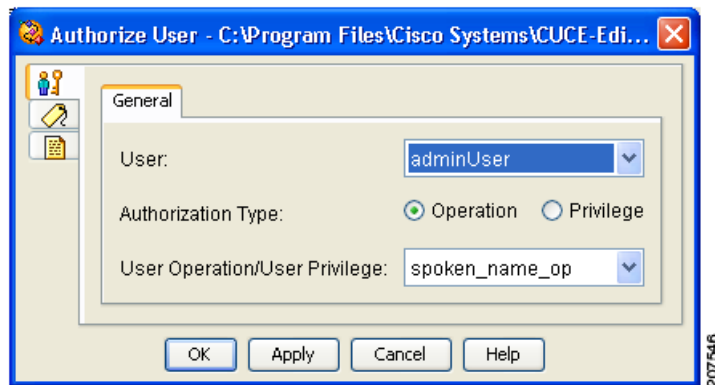 Authorize User - C:\Program Files\Cisco Systems\CUCE-Edi...
General
User: adminUser
Authorization Type: Operation Privilege
User Operation/User Privilege: spoken_name_op
OK Apply Cancel Help
207546